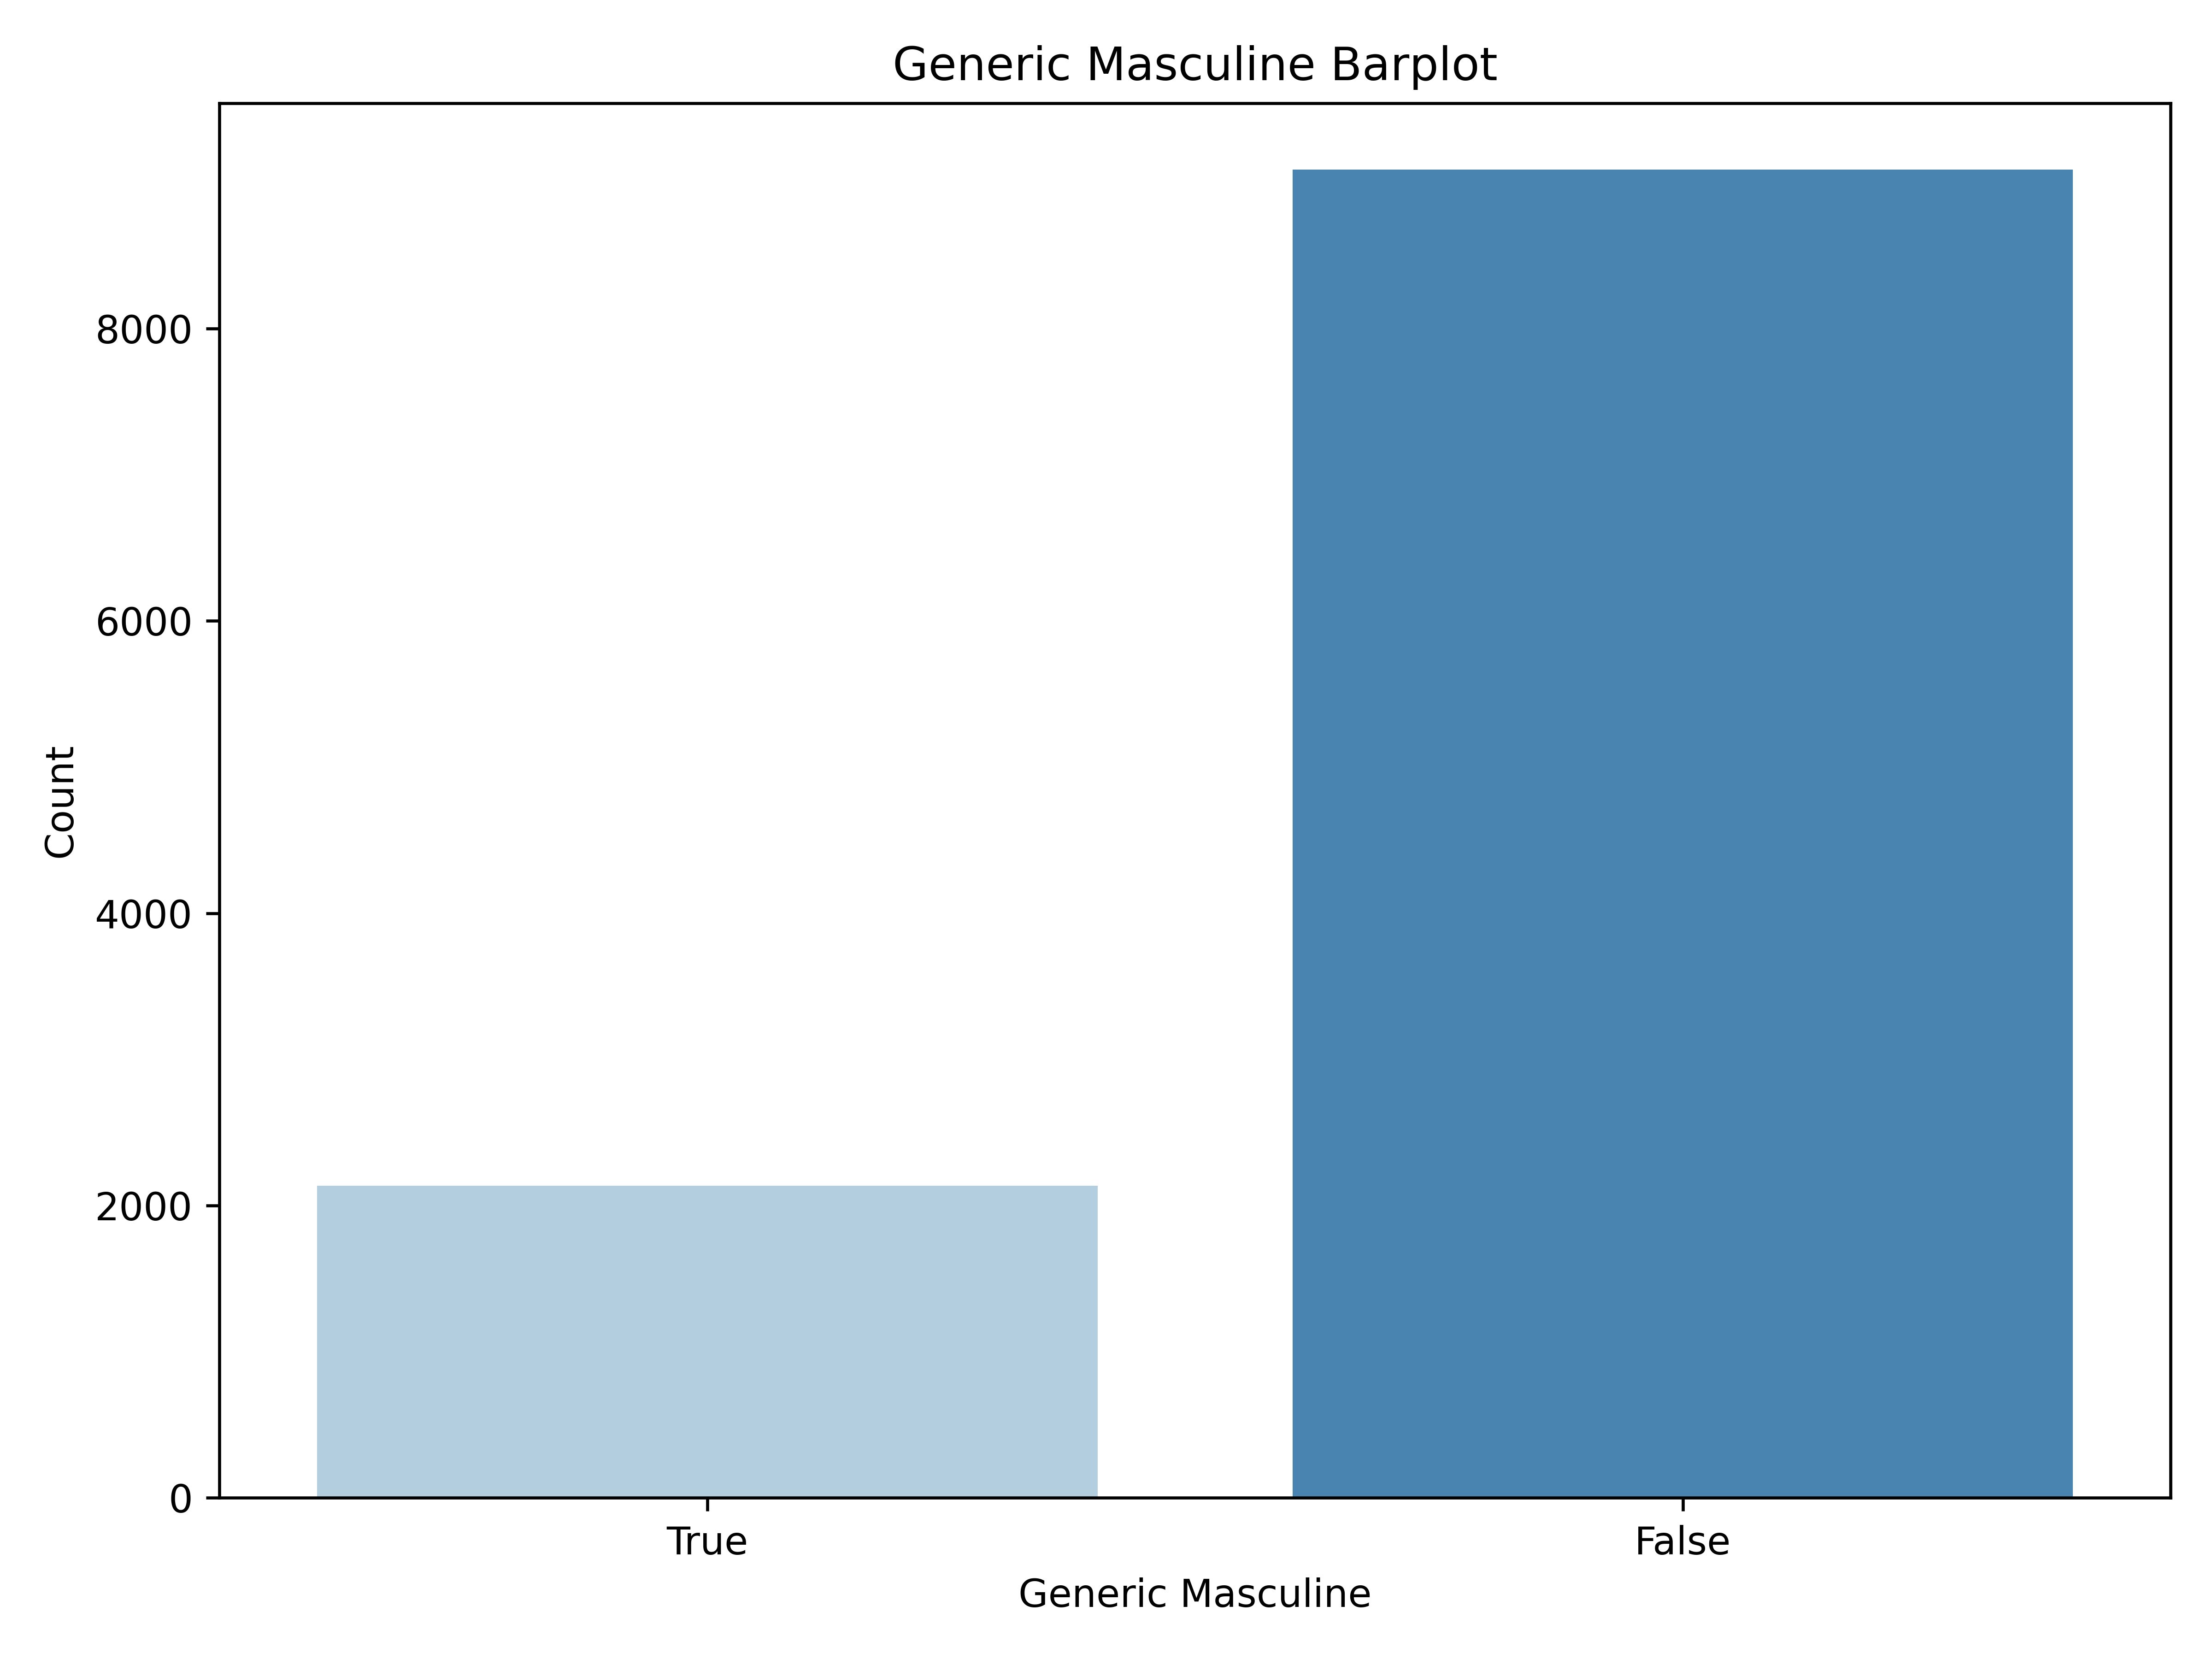 Generic Masculine Barplot
8000
6000
4000
2000
0
Count
True
False
Generic Masculine